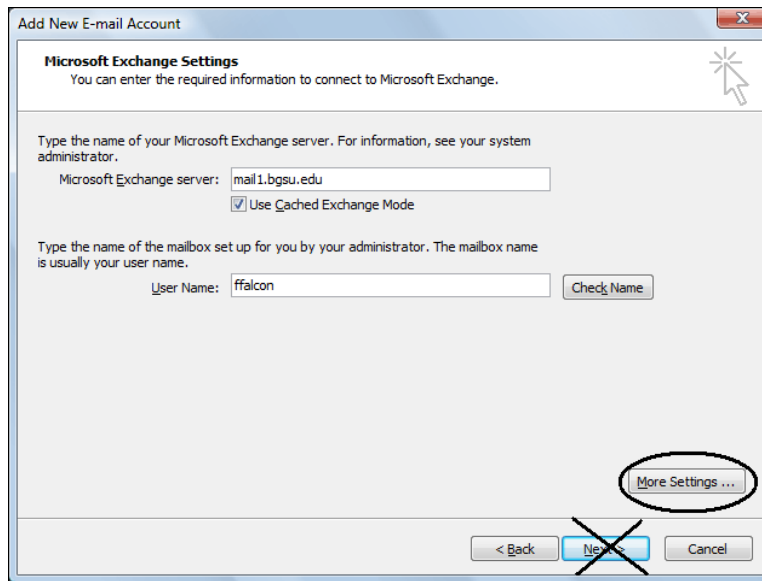 Add New E-mail Account
Microsoft Exchange Settings
You can enter the required information to connect to Microsoft Exchange.
Type the name of your Microsoft Exchange server. For information, see your system
administrator.
Microsoft Exchange server: mail1.bgsu.edu
Use Cached Exchange Mode
Type the name of the mailbox set up for you by your administrator. The mailbox name
is usually your user name.
User Name: ffalcon Check Name
More Settings ...
< Back Next > Cancel